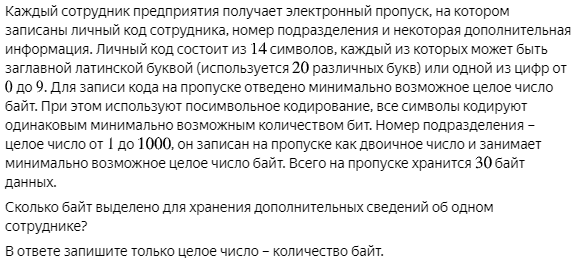 Каждый сотрудник предприятия получает электронный пропуск, на котором
записаны личный код сотрудника, номер подразделения и некоторая дополнительная
информация. Личный код состоит из 14 символов, каждый из которых может быть
заглавной латинской буквой (используется 20 различных букв) или одной из цифр от
0 до 9. Для записи кода на пропуске отведено минимально возможное целое число
байт. При этом используют посимвольное кодирование, все символы кодируют
одинаковым минимально возможным количеством бит. Номер подразделения –
целое число от 1 до 1000, он записан на пропуске как двоичное число и занимает
минимально возможное целое число байт. Всего на пропуске хранится 30 байт
данных.
Сколько байт выделено для хранения дополнительных сведений об одном
сотруднике?
В ответе запишите только целое число – количество байт.